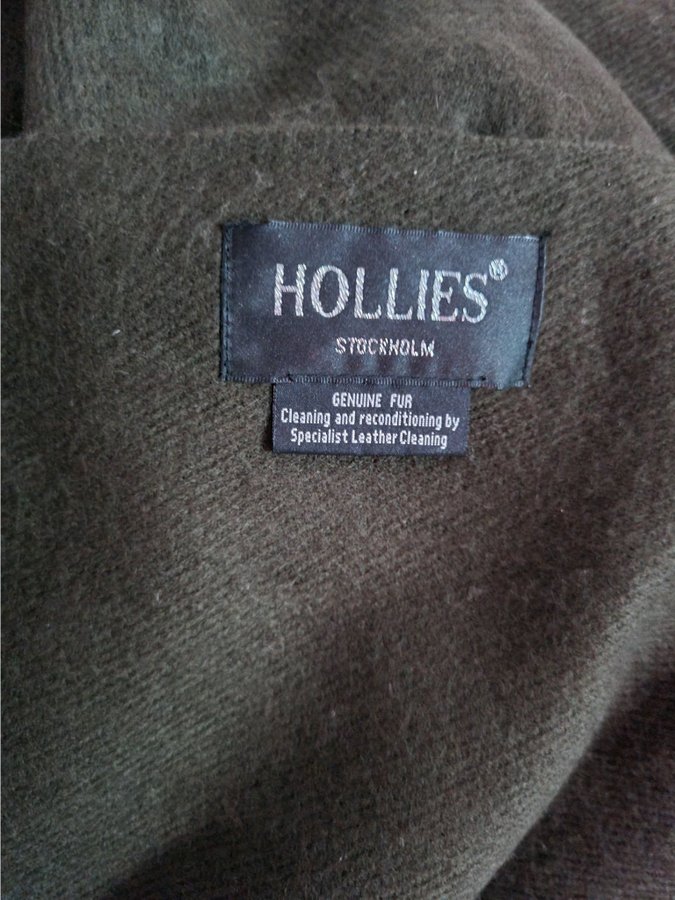 HOLLIES®
STOCKHOLM
GENUINE FUR
Cleaning and reconditioning by
Specialist Leather Cleaning